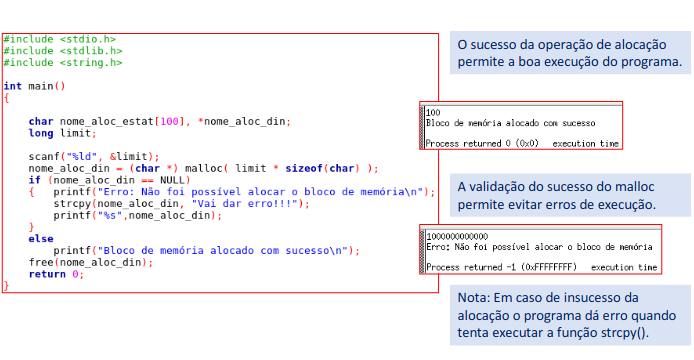 #include <stdio.h>
#include <stdlib.h>
#include <string.h>
int main()
{
char nome_aloc_estat[100], *nome_aloc_din;
long limit;
scanf("%ld", &limit);
nome_aloc_din = (char *) malloc( limit * sizeof(char) );
if (nome_aloc_din == NULL)
{ printf("Erro: Não foi possível alocar o bloco de memória\n");
strcpy(nome_aloc_din, "Vai dar erro!!!");
printf("%s",nome_aloc_din);
}
else
printf("Bloco de memória alocado com sucesso\n");
free(nome_aloc_din);
return 0;
}
O sucesso da operação de alocação
permite a boa execução do programa.
100
Bloco de memória alocado com sucesso
Process returned 0 (0x0) execution time
A validação do sucesso do malloc
permite evitar erros de execução.
1000000000000
Erro: Não foi possível alocar o bloco de memória
Process returned -1 (0xFFFFFFFF) execution time
Nota: Em caso de insucesso da
alocação o programa dá erro quando
tenta executar a função strcpy().